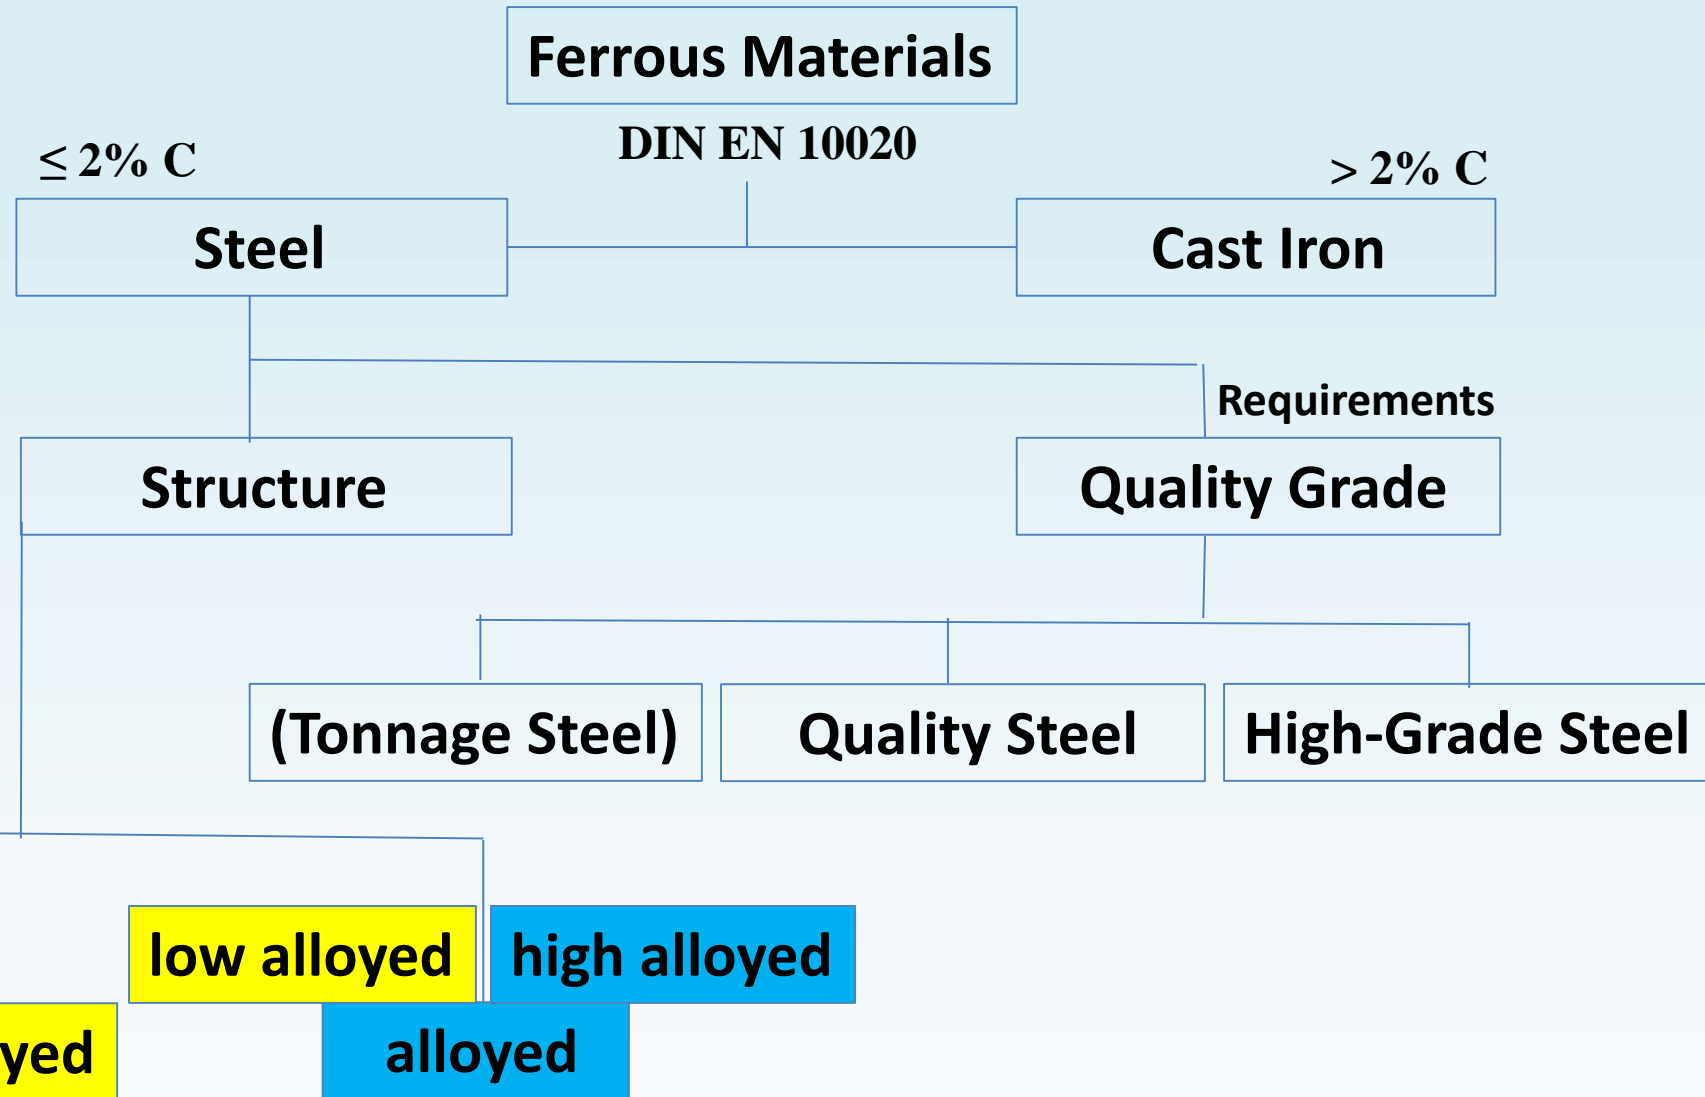 Ferrous Materials
DIN EN 10020
≤ 2% C
> 2% C
Steel
Cast Iron
Requirements
Structure
Quality Grade
(Tonnage Steel)
Quality Steel
High-Grade Steel
low alloyed
high alloyed
yed
alloyed